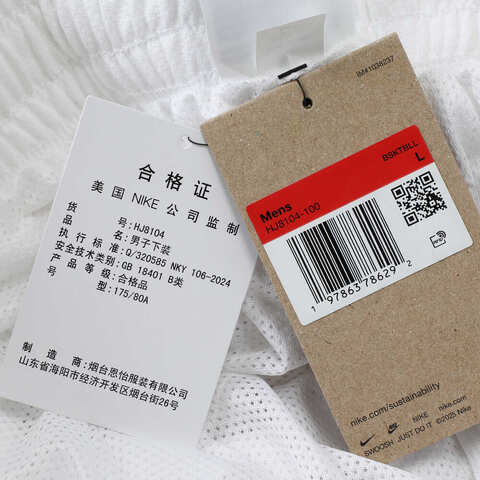 合格证
美国 NIKE 公司监制
货号:HJ8104
品名:男子下装
执行标准:Q/320585 NKY 106-2024
安全技术类别:GB 18401 B类
产品等级:合格品
号型:175/80A
制造商:烟台恩怡服装有限公司
山东省海阳市经济开发区烟台街26号
IM#1038237
BSKTBLL
L
Mens
HJ8104-100
RFID
1 97863 78629 2
nike.com/sustainability
NIKE
nike.com
SWOOSH
JUST DO IT
©2025 Nike